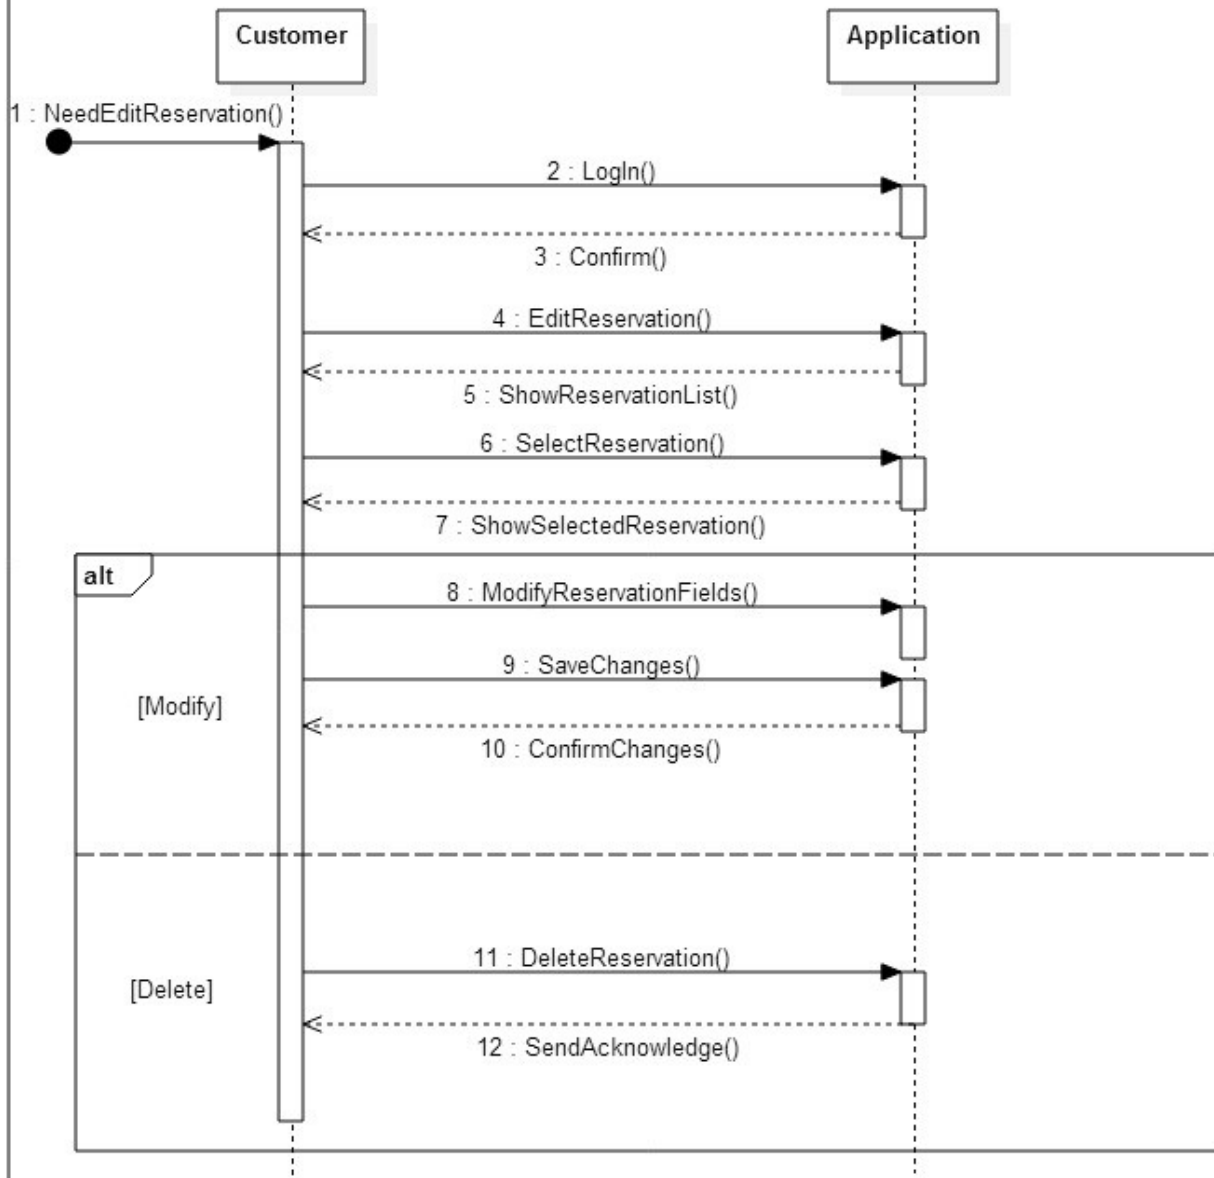 Customer
Application
1 : NeedEditReservation()
2 : LogIn()
3 : Confirm()
4 : EditReservation()
5 : ShowReservationList()
6 : SelectReservation()
7 : ShowSelectedReservation()
alt
8 : ModifyReservationFields()
9 : SaveChanges()
[Modify]
10 : ConfirmChanges()
11 : DeleteReservation()
[Delete]
12 : SendAcknowledge()